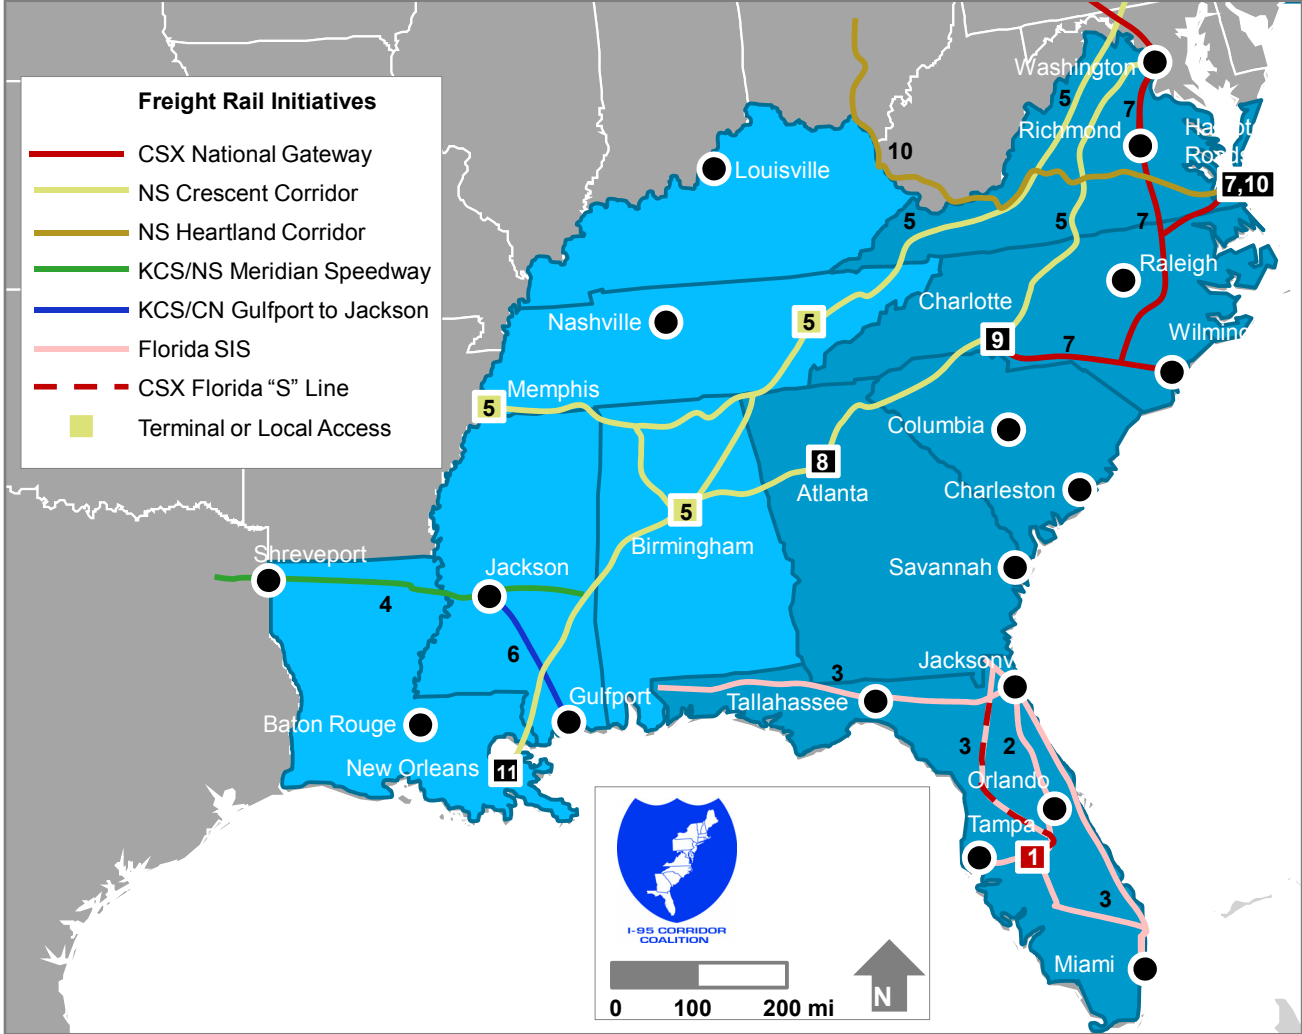 Freight Rail Initiatives
CSX National Gateway
NS Crescent Corridor
NS Heartland Corridor
KCS/NS Meridian Speedway
KCS/CN Gulfport to Jackson
Florida SIS
CSX Florida “S” Line
Terminal or Local Access
Washington
5
7
Richmond
10
Louisville
7,10
5
5
7
Raleigh
Charlotte
Nashville
5
9
7
Memphis
5
Columbia
8
Atlanta
Charleston
5
Birmingham
Shreveport
Jackson
Savannah
4
6
3
Gulfport
Tallahassee
Baton Rouge
3
2
New Orleans
11
Orlando
Tampa
1
3
Miami
I-95 CORRIDOR
COALITION
N
0 100 200 mi